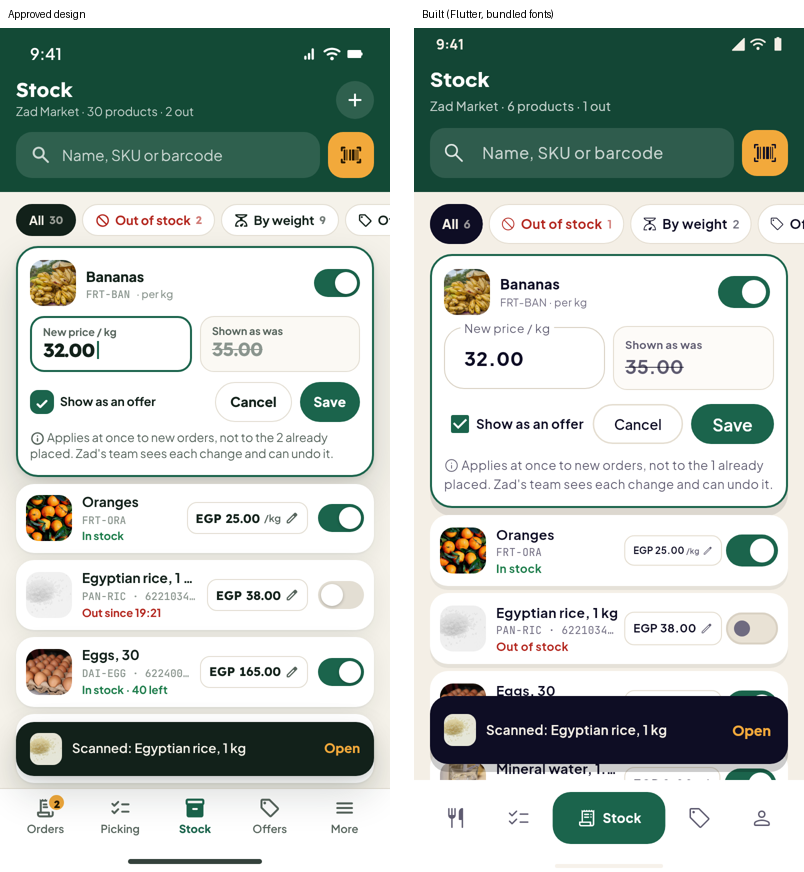 Approved design
9:41
Stock
Zad Market · 30 products · 2 out
Name, SKU or barcode
All 30
Out of stock 2
By weight 9
Bananas
FRT-BAN · per kg
New price / kg
32.00
Shown as was
35.00
Show as an offer
Cancel
Save
Applies at once to new orders, not to the 2 already
placed. Zad's team sees each change and can undo it.
Oranges
FRT-ORA
In stock
EGP 25.00 /kg
Egyptian rice, 1 ...
PAN-RIC · 6221034…
Out since 19:21
EGP 38.00
Eggs, 30
DAI-EGG · 622400…
In stock · 40 left
EGP 165.00
Scanned: Egyptian rice, 1 kg
Open
2
Orders
Picking
Stock
Offers
More
Built (Flutter, bundled fonts)
9:41
Stock
Zad Market · 6 products · 1 out
Name, SKU or barcode
All 6
Out of stock 1
By weight 2
Bananas
FRT-BAN · per kg
New price / kg
32.00
Shown as was
35.00
Show as an offer
Cancel
Save
Applies at once to new orders, not to the 1 already
placed. Zad's team sees each change and can undo it.
Oranges
FRT-ORA
In stock
EGP 25.00 /kg
Egyptian rice, 1 kg
PAN-RIC · 6221034…
Out of stock
EGP 38.00
Eggs, 30
Scanned: Egyptian rice, 1 kg
Open
Mineral water, 1.…
Stock